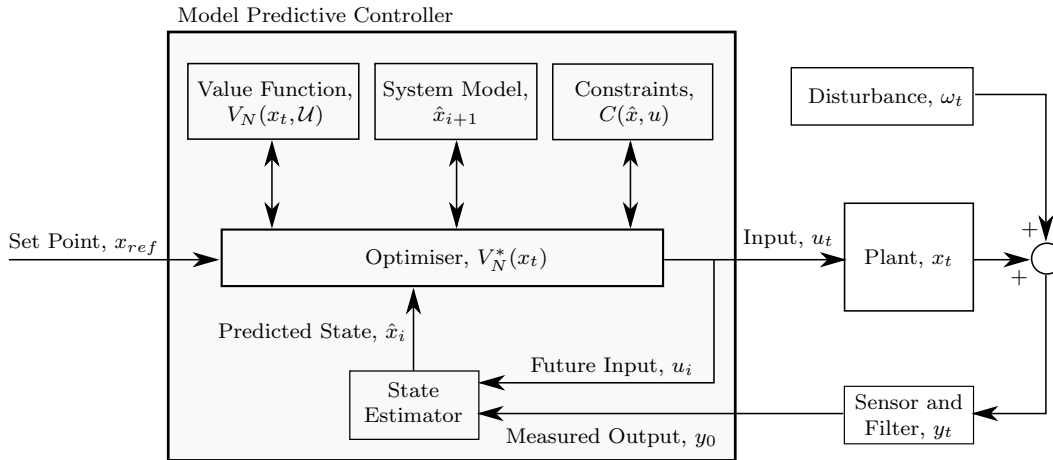 Model Predictive Controller
Value Function,
V_N(x_t, 𝒰)
System Model,
x̂_{i+1}
Constraints,
C(x̂, u)
Disturbance, ω_t
Set Point, x_{ref}
Optimiser, V_N^*(x_t)
Input, u_t
Plant, x_t
+
+
Predicted State, x̂_i
Future Input, u_i
State
Estimator
Measured Output, y_0
Sensor and
Filter, y_t